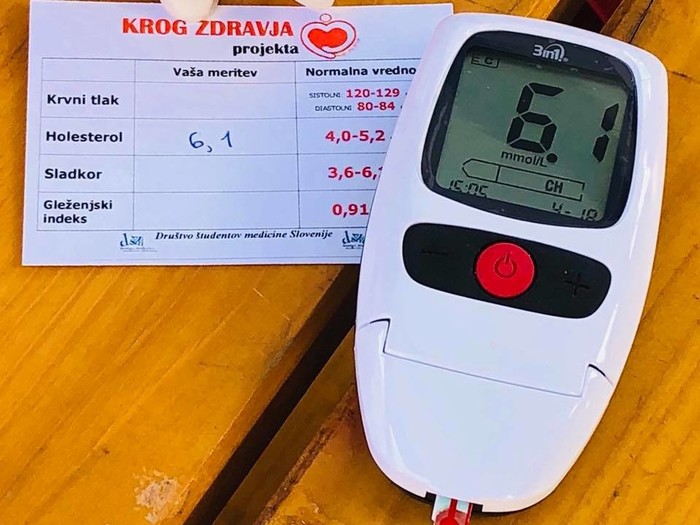 KROG ZDRAVJA
projekta
Vaša meritev Normalna vredno
Krvni tlak SISTOLNI: 120-129
DIASTOLNI: 80-84
Holesterol 6,1 4,0-5,2
Sladkor 3,6-6,
Gleženjski
indeks 0,91
Društvo študentov medicine Slovenije
3in1®
6.1
mmol/L
CH
15:05 4-18
− +